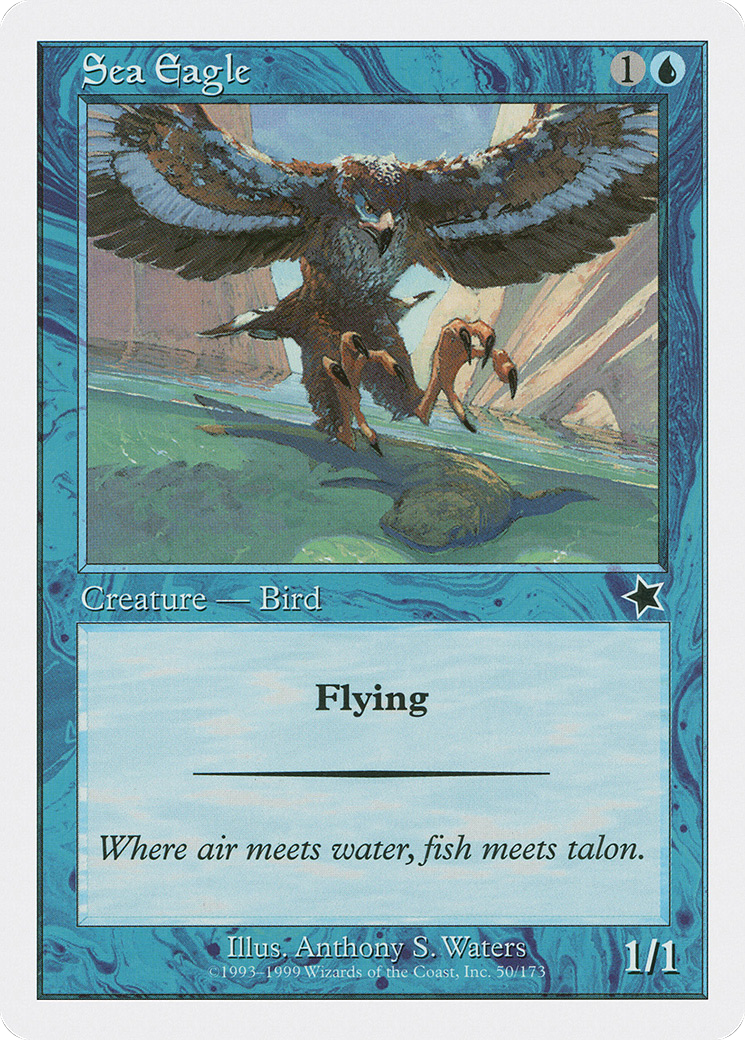 Sea Eagle 1
Creature — Bird
Flying
Where air meets water, fish meets talon.
Illus. Anthony S. Waters
©1993–1999 Wizards of the Coast, Inc. 50/173
1/1